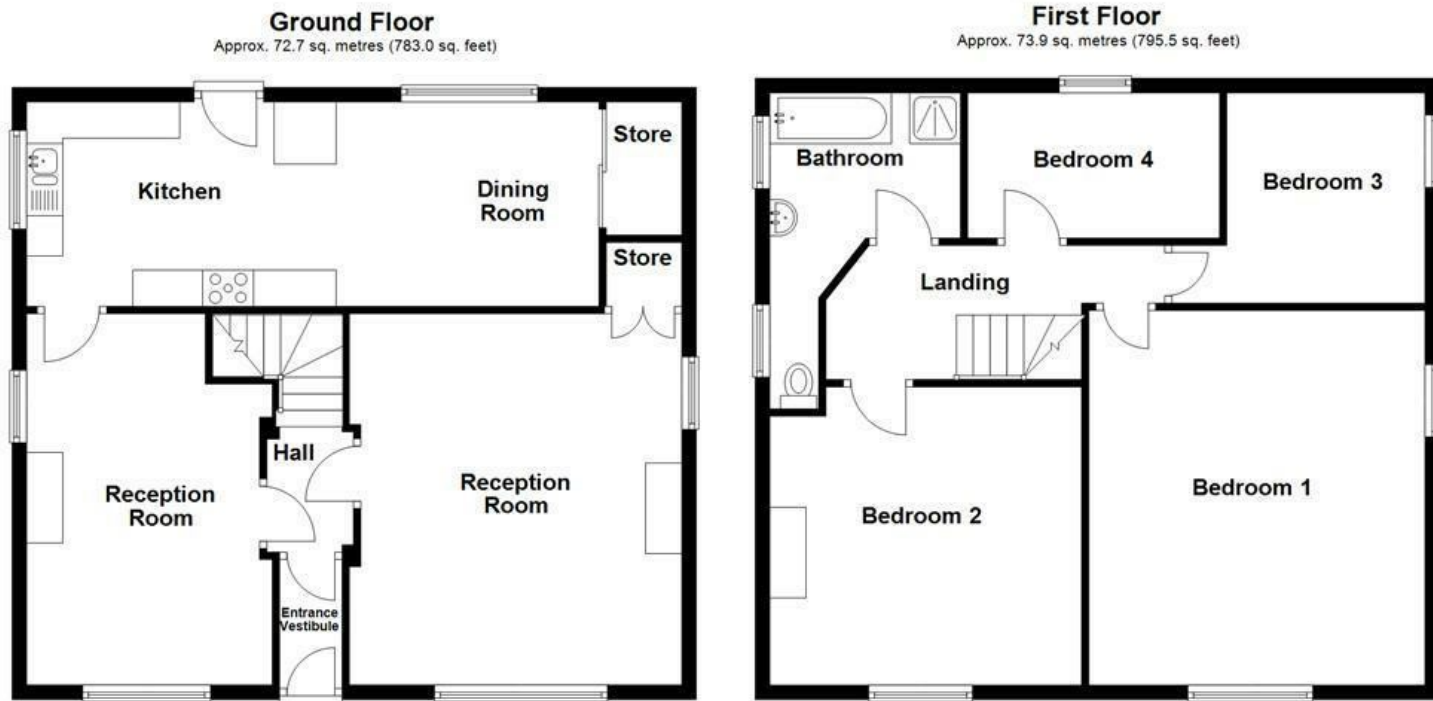 Ground Floor
Approx. 72.7 sq. metres (783.0 sq. feet)
Kitchen
Dining
Room
Store
Store
Hall
Reception
Room
Reception
Room
Entrance
Vestibule
First Floor
Approx. 73.9 sq. metres (795.5 sq. feet)
Bathroom
Bedroom 4
Bedroom 3
Landing
Bedroom 2
Bedroom 1